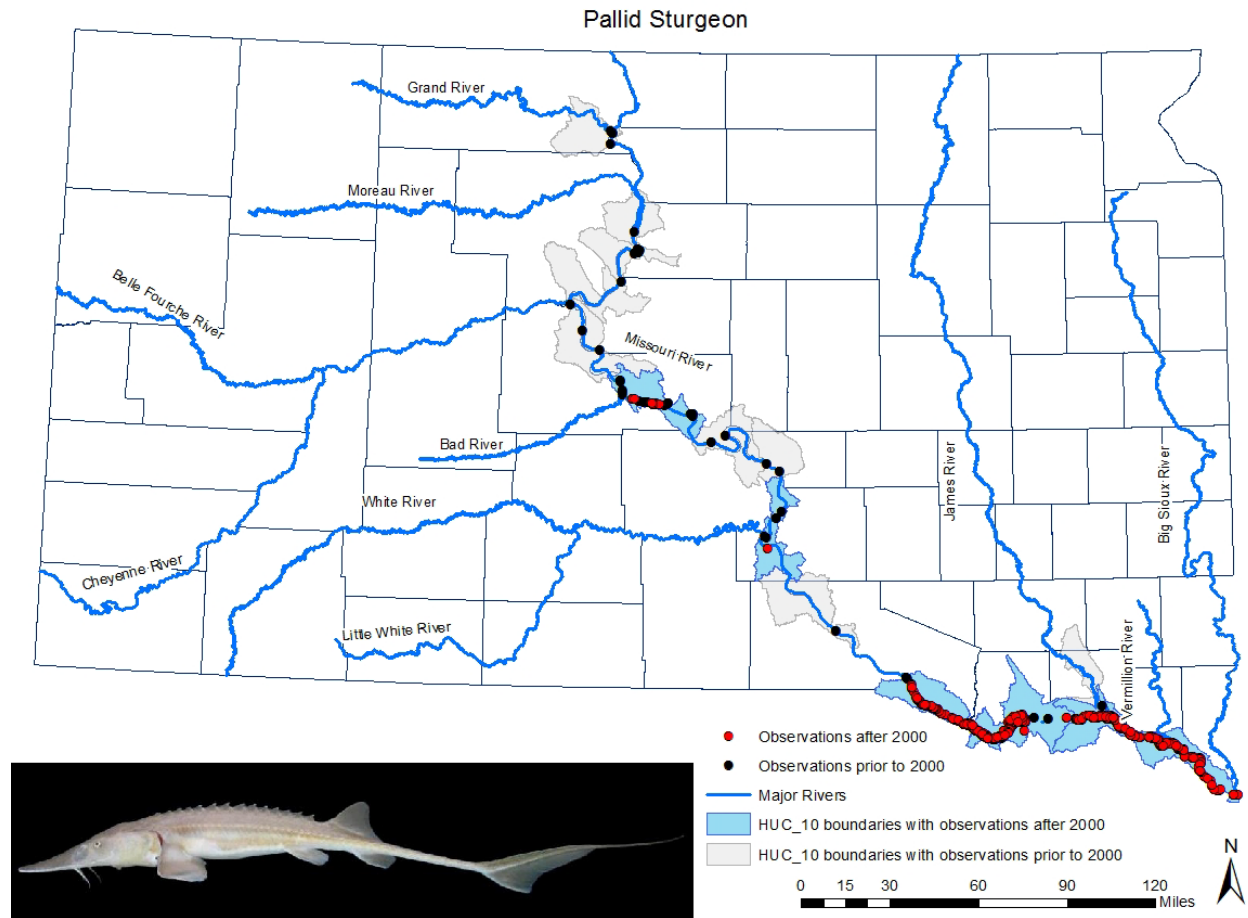 Pallid Sturgeon
Grand River
Moreau River
Belle Fourche River
Missouri River
Bad River
White River
James River
Big Sioux River
Cheyenne River
Little White River
Vermillion River
Observations after 2000
Observations prior to 2000
Major Rivers
HUC_10 boundaries with observations after 2000
HUC_10 boundaries with observations prior to 2000
N
0 15 30 60 90 120
Miles